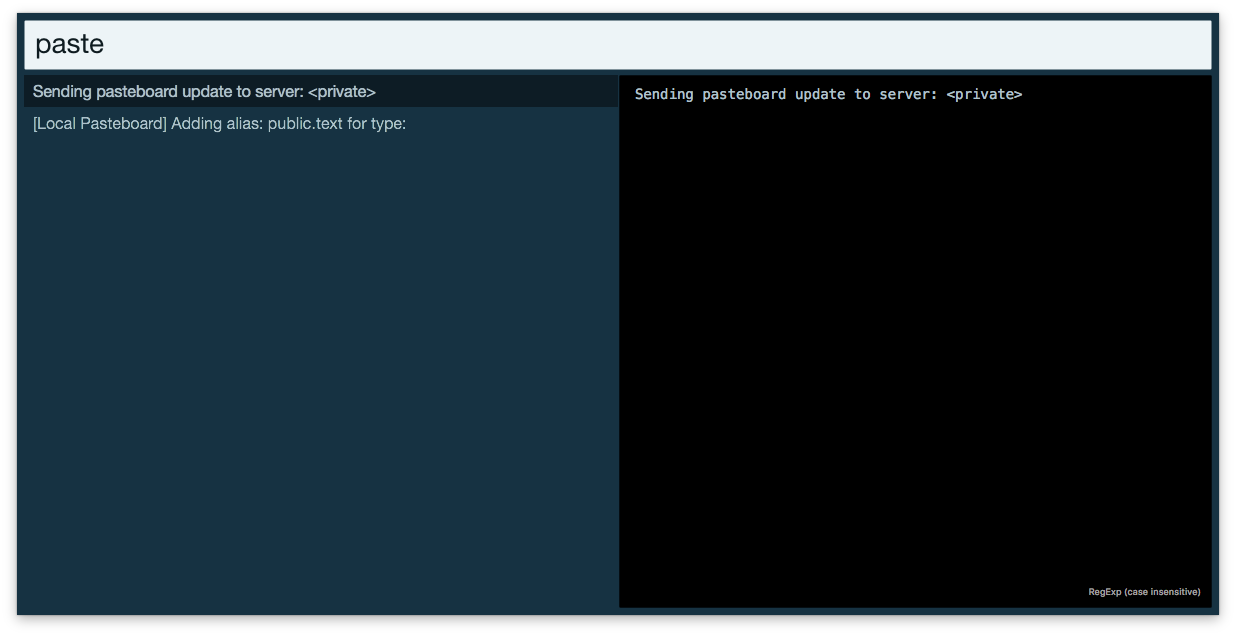 paste
Sending pasteboard update to server: <private>
[Local Pasteboard] Adding alias: public.text for type:
Sending pasteboard update to server: <private>
RegExp (case insensitive)